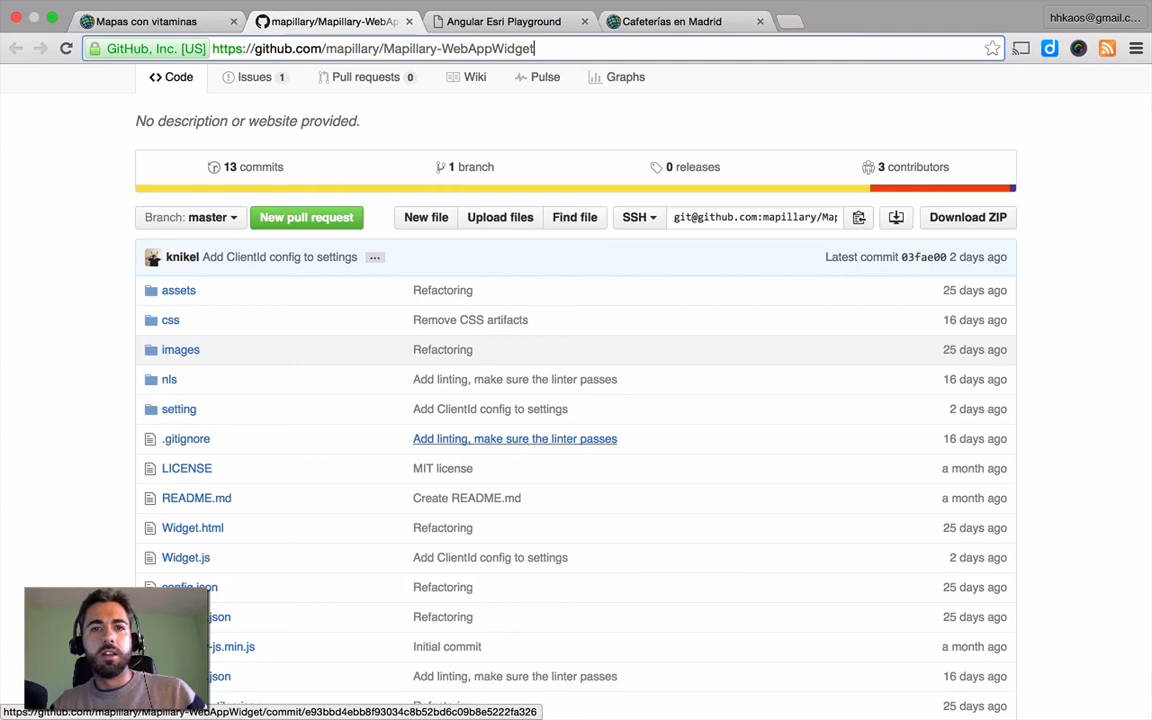 Mapas con vitaminas
mapillary/Mapillary-WebAp
Angular Esri Playground
Cafeterías en Madrid
hhkaos@gmail.c...
GitHub, Inc. [US] https://github.com/mapillary/Mapillary-WebAppWidget
Code Issues 1 Pull requests 0 Wiki Pulse Graphs
No description or website provided.
13 commits 1 branch 0 releases 3 contributors
Branch: master New pull request New file Upload files Find file SSH git@github.com:mapillary/Map Download ZIP
knikel Add ClientId config to settings ... Latest commit 03fae00 2 days ago
assets Refactoring 25 days ago
css Remove CSS artifacts 16 days ago
images Refactoring 25 days ago
nls Add linting, make sure the linter passes 16 days ago
setting Add ClientId config to settings 2 days ago
.gitignore Add linting, make sure the linter passes 16 days ago
LICENSE MIT license a month ago
README.md Create README.md a month ago
Widget.html Refactoring 25 days ago
Widget.js Add ClientId config to settings 2 days ago
config.json Refactoring 25 days ago
.json Refactoring 25 days ago
-js.min.js Initial commit a month ago
.json Add linting, make sure the linter passes 16 days ago
Refactoring 25 days ago
https://github.com/mapillary/Mapillary-WebAppWidget/commit/e93bbd4ebb8f93034c8b52bd6c09b8e5222fa326